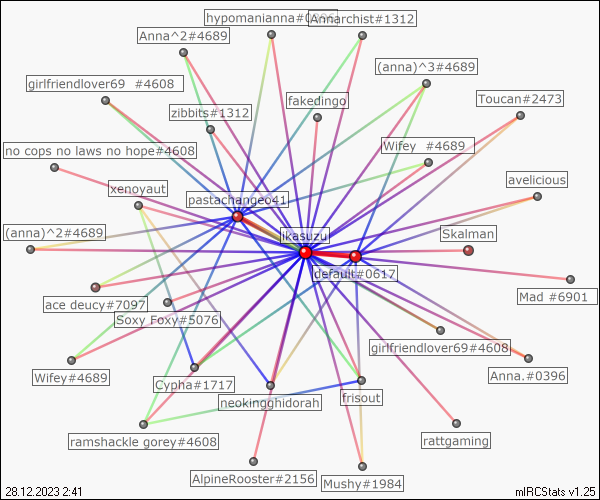 hypomanianna#0396
Annarchist#1312
Anna^2#4689
(anna)^3#4689
girlfriendlover69 #4608
Toucan#2473
fakedingo
zibbits#1312
no cops no laws no hope#4608
Wifey #4689
xenoyaut
avelicious
pastachangeo41
(anna)^2#4689
ikasuzu
Skalman
default#0617
Mad #6901
ace deucy#7097
Soxy Foxy#5076
girlfriendlover69#4608
Wifey#4689
Cypha#1717
Anna.#0396
neokingghidorah
frisout
ramshackle gorey#4608
rattgaming
AlpineRooster#2156
Mushy#1984
28.12.2023 2:41
mIRCStats v1.25